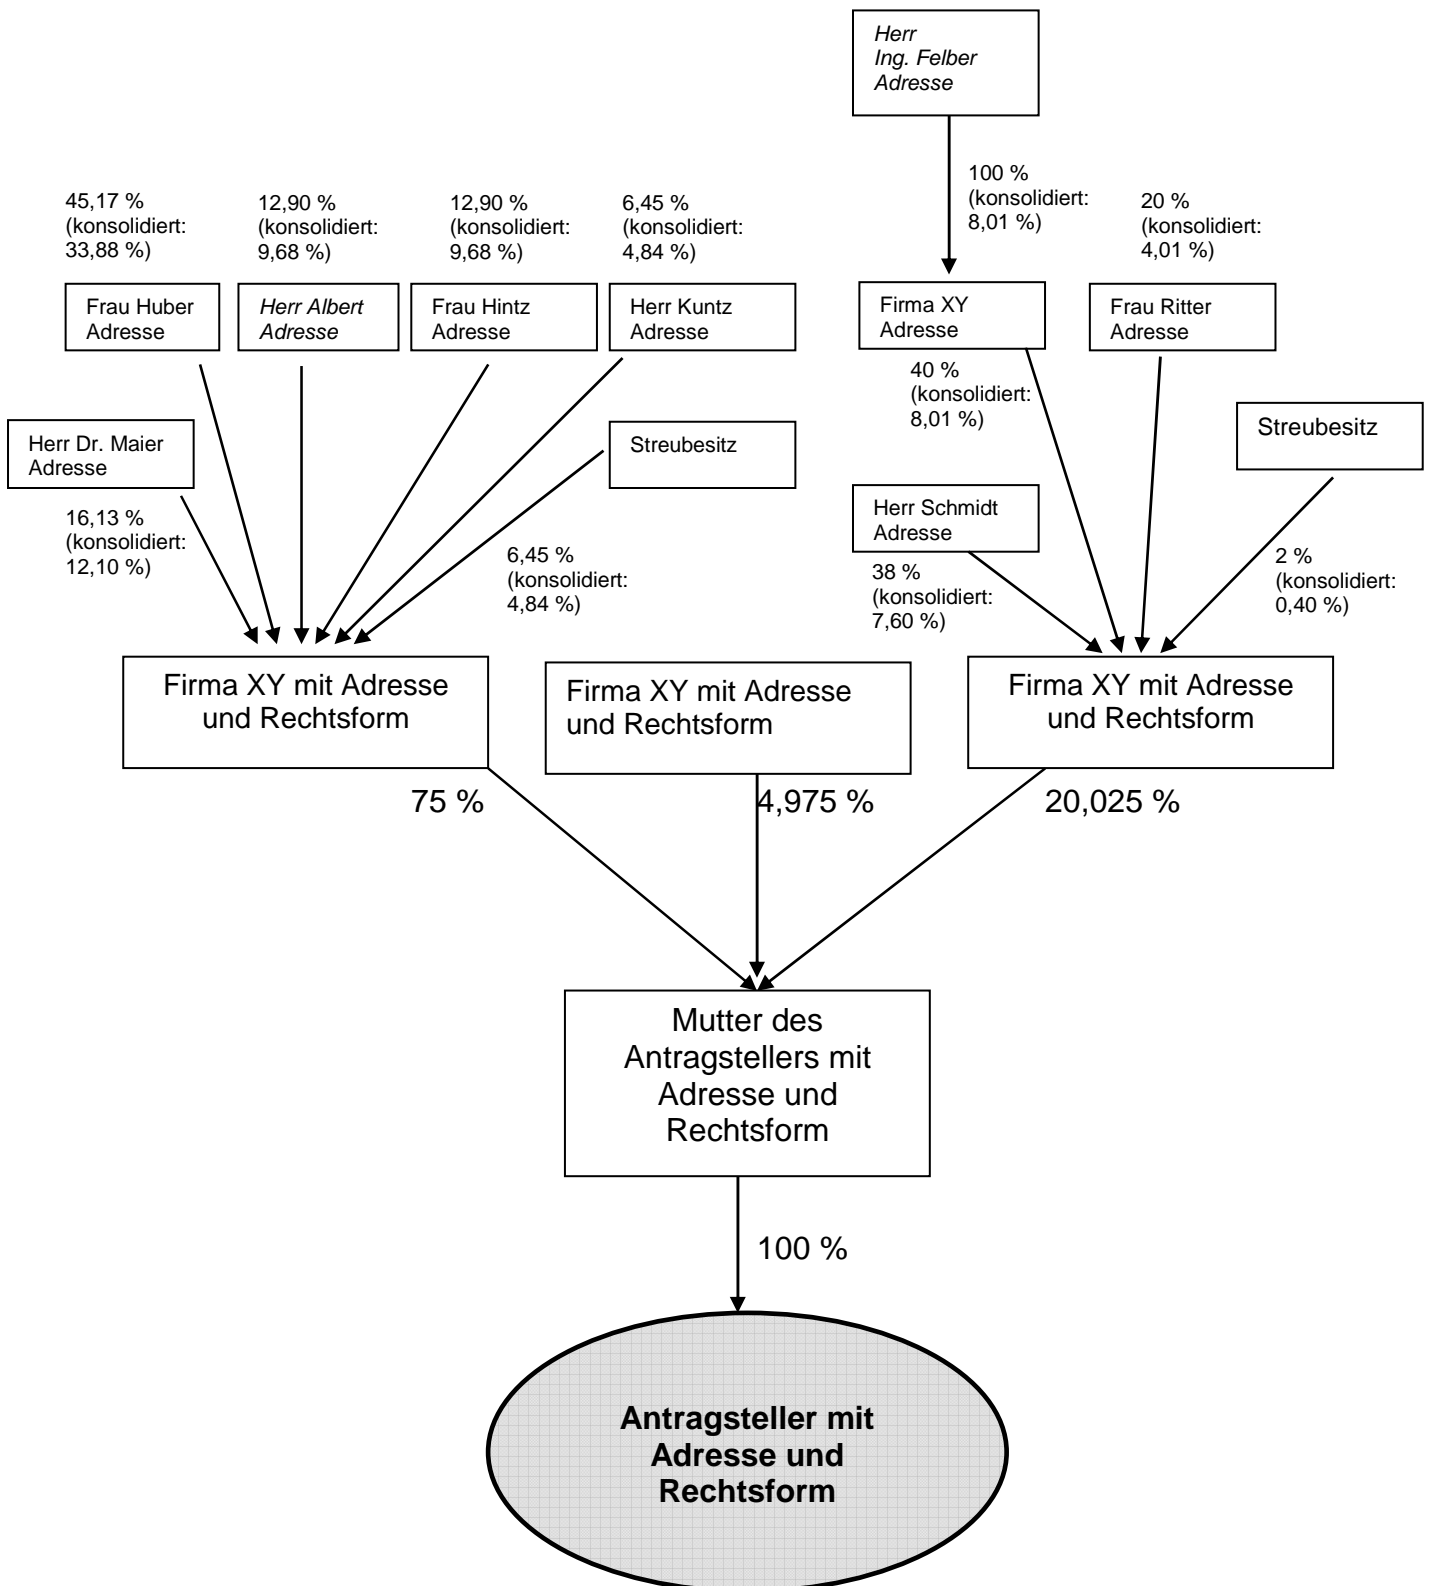 Herr
Ing. Felber
Adresse
100 %
(konsolidiert:
8,01 %)
45,17 %
(konsolidiert:
33,88 %)
12,90 %
(konsolidiert:
9,68 %)
12,90 %
(konsolidiert:
9,68 %)
6,45 %
(konsolidiert:
4,84 %)
20 %
(konsolidiert:
4,01 %)
Frau Huber
Adresse
Herr Albert
Adresse
Frau Hintz
Adresse
Herr Kuntz
Adresse
Firma XY
Adresse
Frau Ritter
Adresse
40 %
(konsolidiert:
8,01 %)
Herr Dr. Maier
Adresse
Streubesitz
Streubesitz
16,13 %
(konsolidiert:
12,10 %)
6,45 %
(konsolidiert:
4,84 %)
Herr Schmidt
Adresse
38 %
(konsolidiert:
7,60 %)
2 %
(konsolidiert:
0,40 %)
Firma XY mit Adresse
und Rechtsform
Firma XY mit Adresse
und Rechtsform
Firma XY mit Adresse
und Rechtsform
75 %
4,975 %
20,025 %
Mutter des
Antragstellers mit
Adresse und
Rechtsform
100 %
Antragsteller mit
Adresse und
Rechtsform